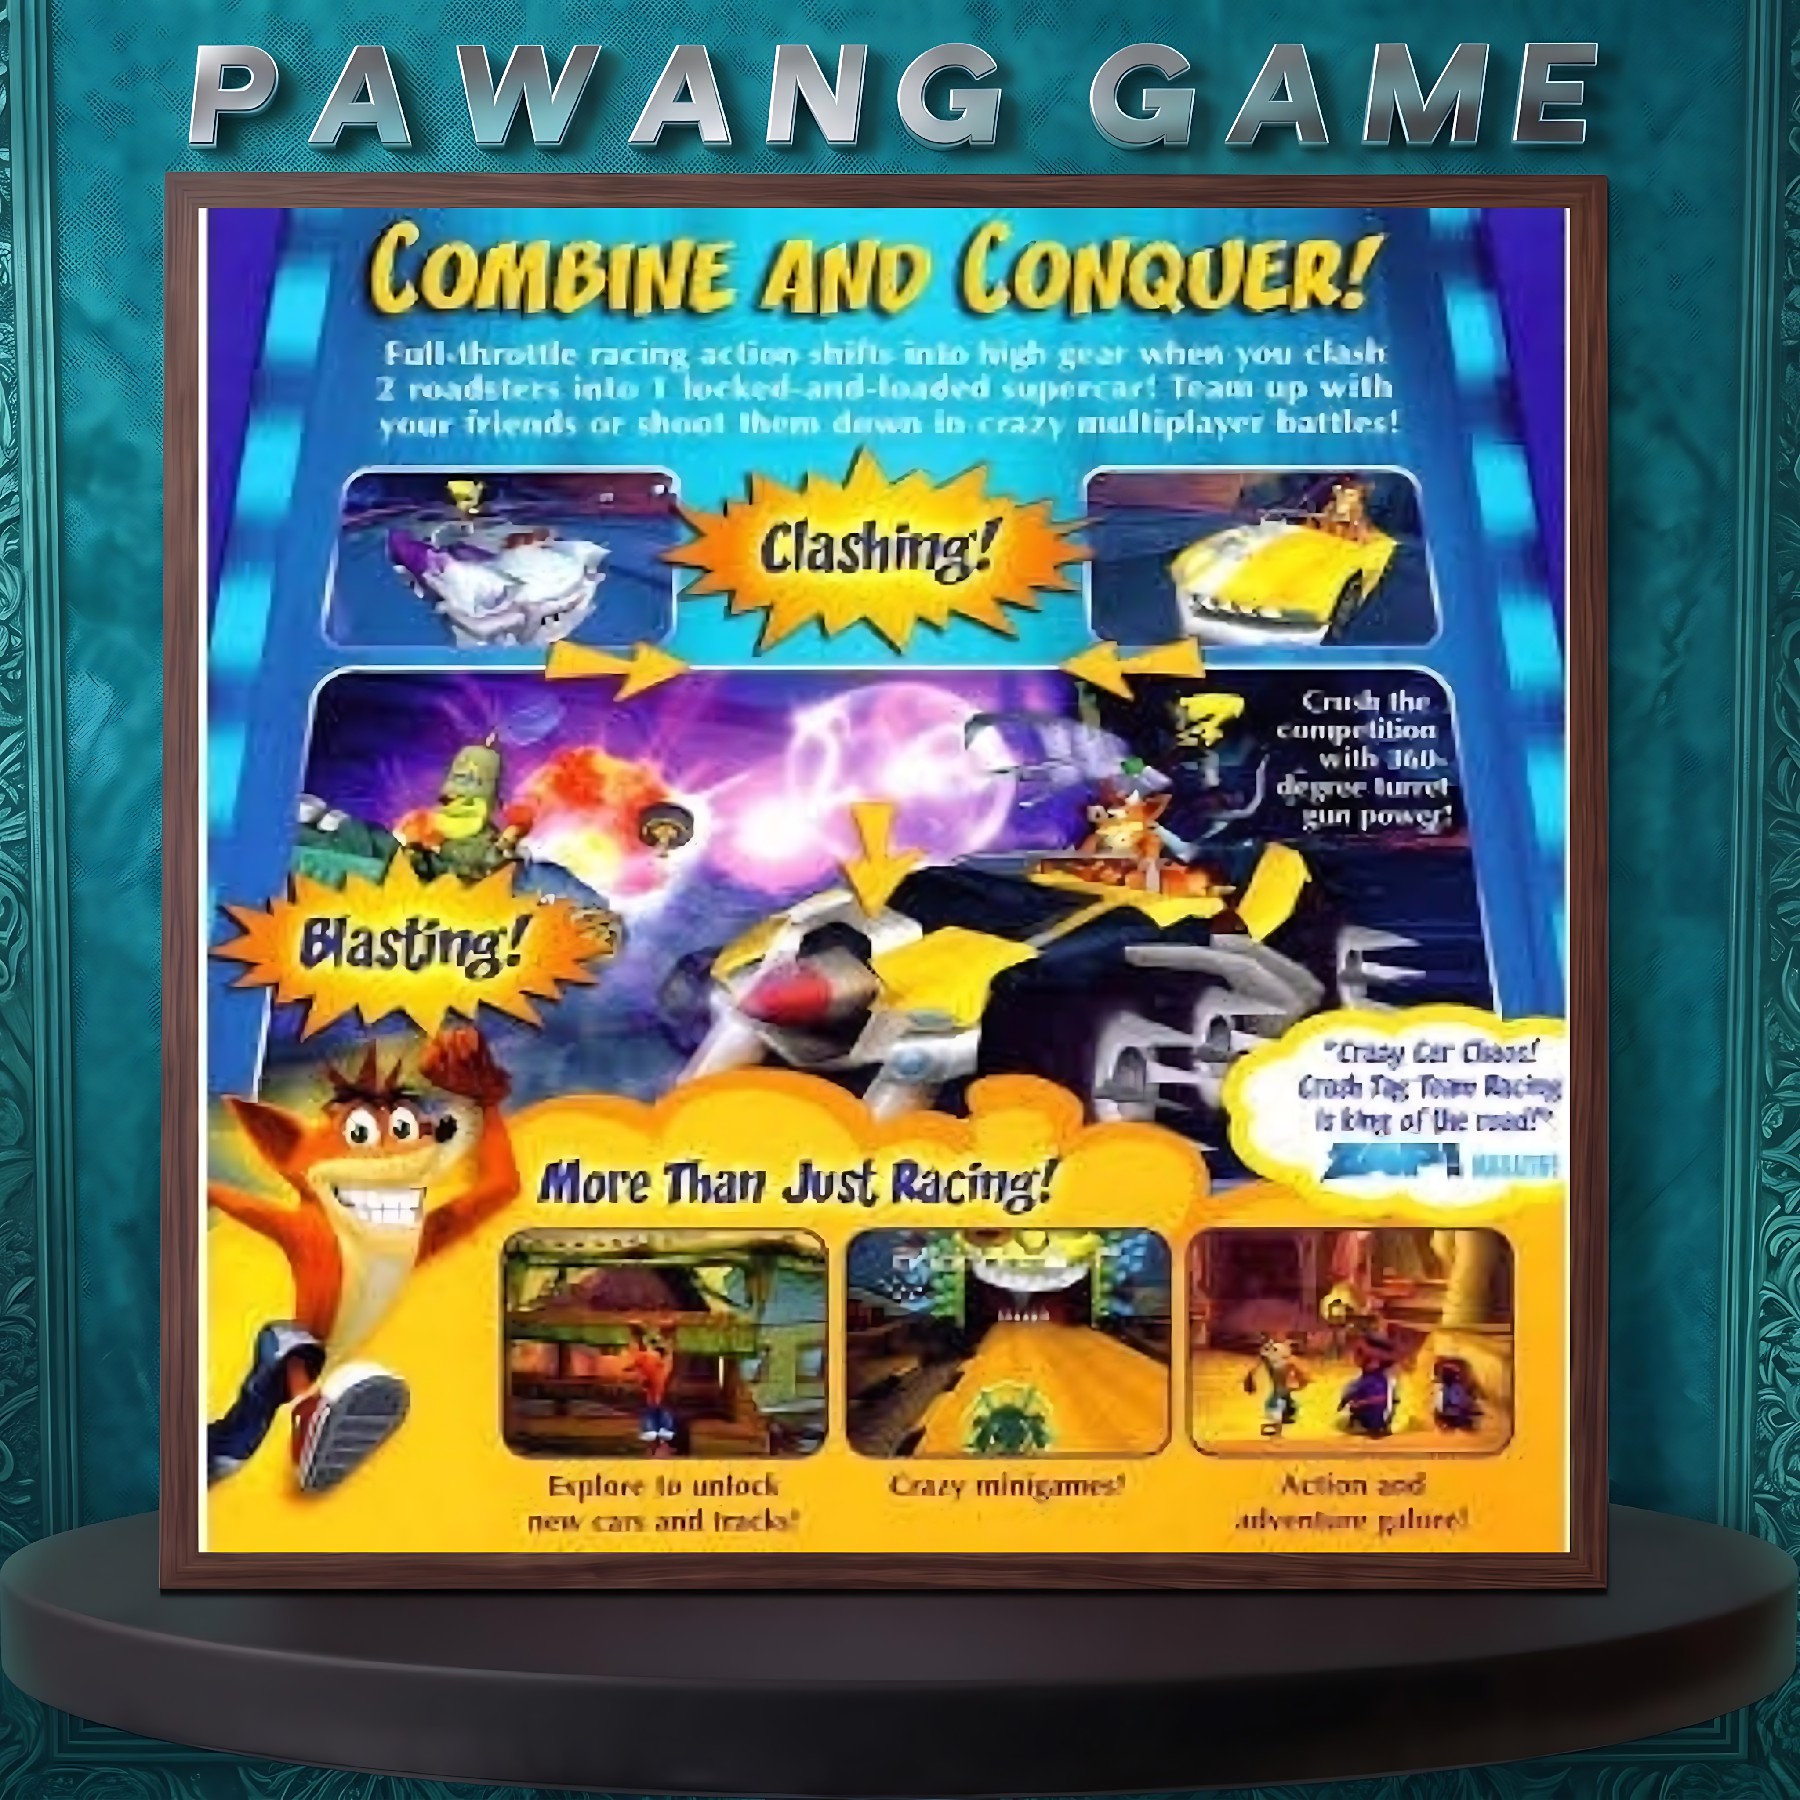 PAWANG GAME
COMBINE AND CONQUER!
Full-throttle racing action shifts into high gear when you clash
2 roadsters into 1 locked-and-loaded supercar! Team up with
your friends or shoot them down in crazy multiplayer battles!
Clashing!
Crush the
competition
with 360-
degree turret
gun power!
Blasting!
"Crazy Car Chaos!
Crash Tag Team Racing
is king of the road!"
More Than Just Racing!
Explore to unlock
new cars and tracks!
Crazy minigames!
Action and
adventure galore!